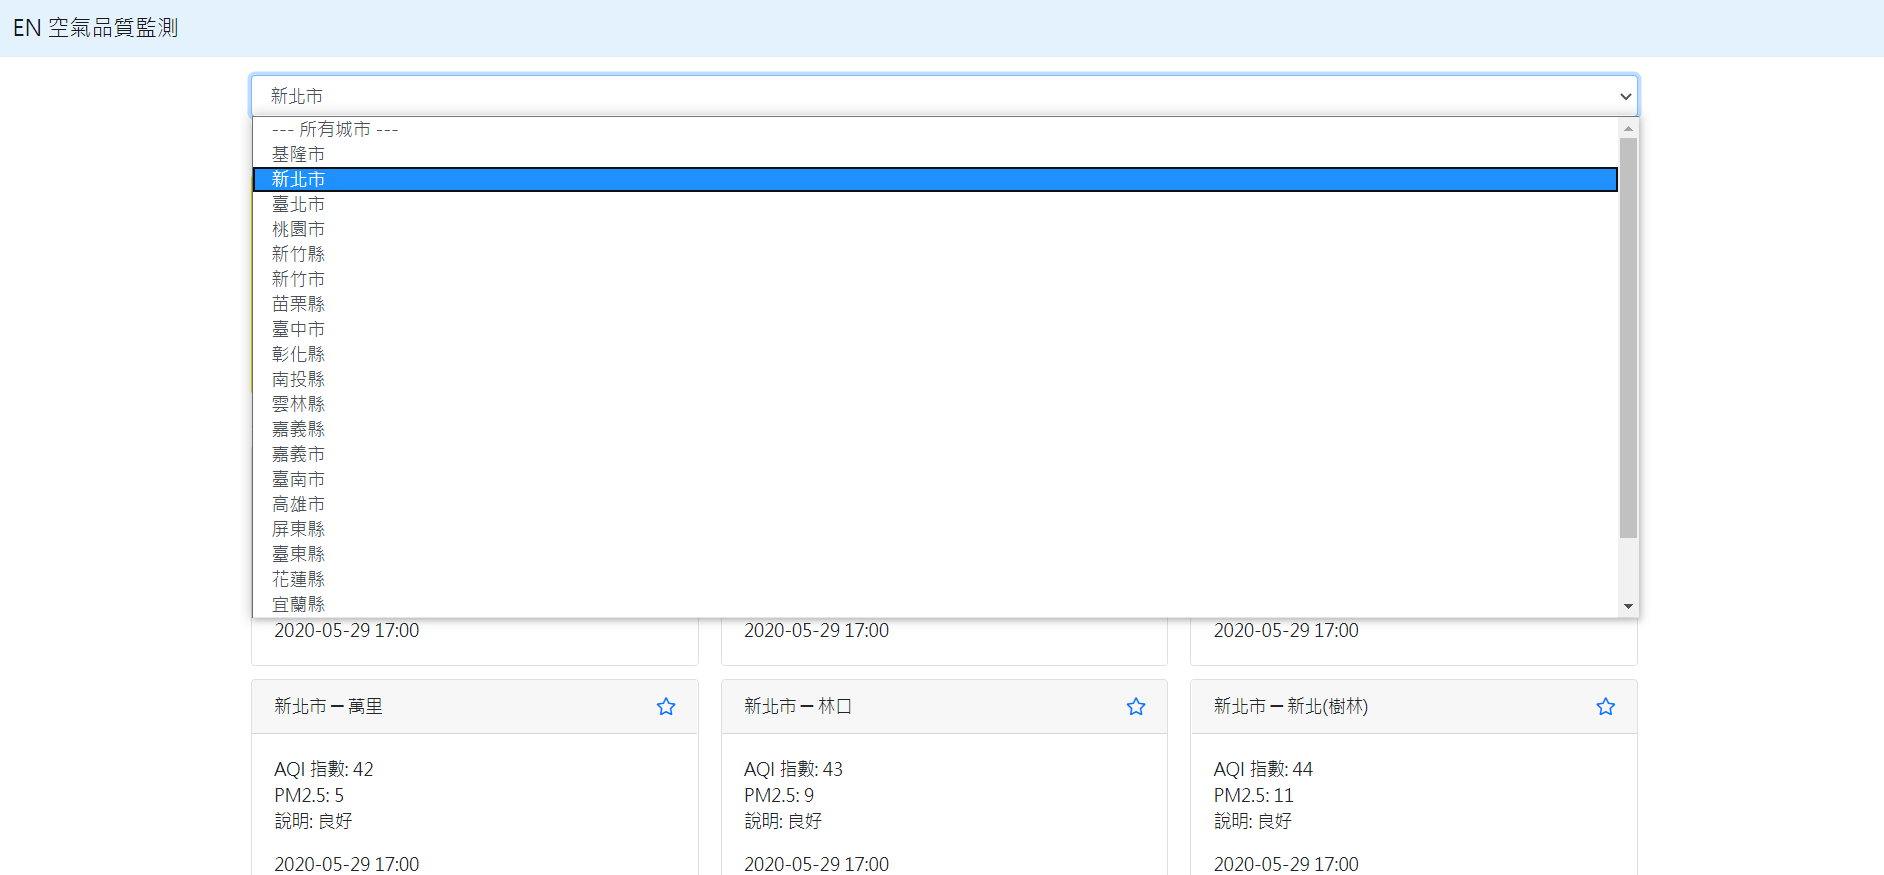 EN 空氣品質監測
新北市
--- 所有城市 ---
基隆市
新北市
臺北市
桃園市
新竹縣
新竹市
苗栗縣
臺中市
彰化縣
南投縣
雲林縣
嘉義縣
嘉義市
臺南市
高雄市
屏東縣
臺東縣
花蓮縣
宜蘭縣
2020-05-29 17:00
2020-05-29 17:00
2020-05-29 17:00
新北市 – 萬里
AQI 指數: 42
PM2.5: 5
說明: 良好
2020-05-29 17:00
新北市 – 林口
AQI 指數: 43
PM2.5: 9
說明: 良好
2020-05-29 17:00
新北市 – 新北(樹林)
AQI 指數: 44
PM2.5: 11
說明: 良好
2020-05-29 17:00